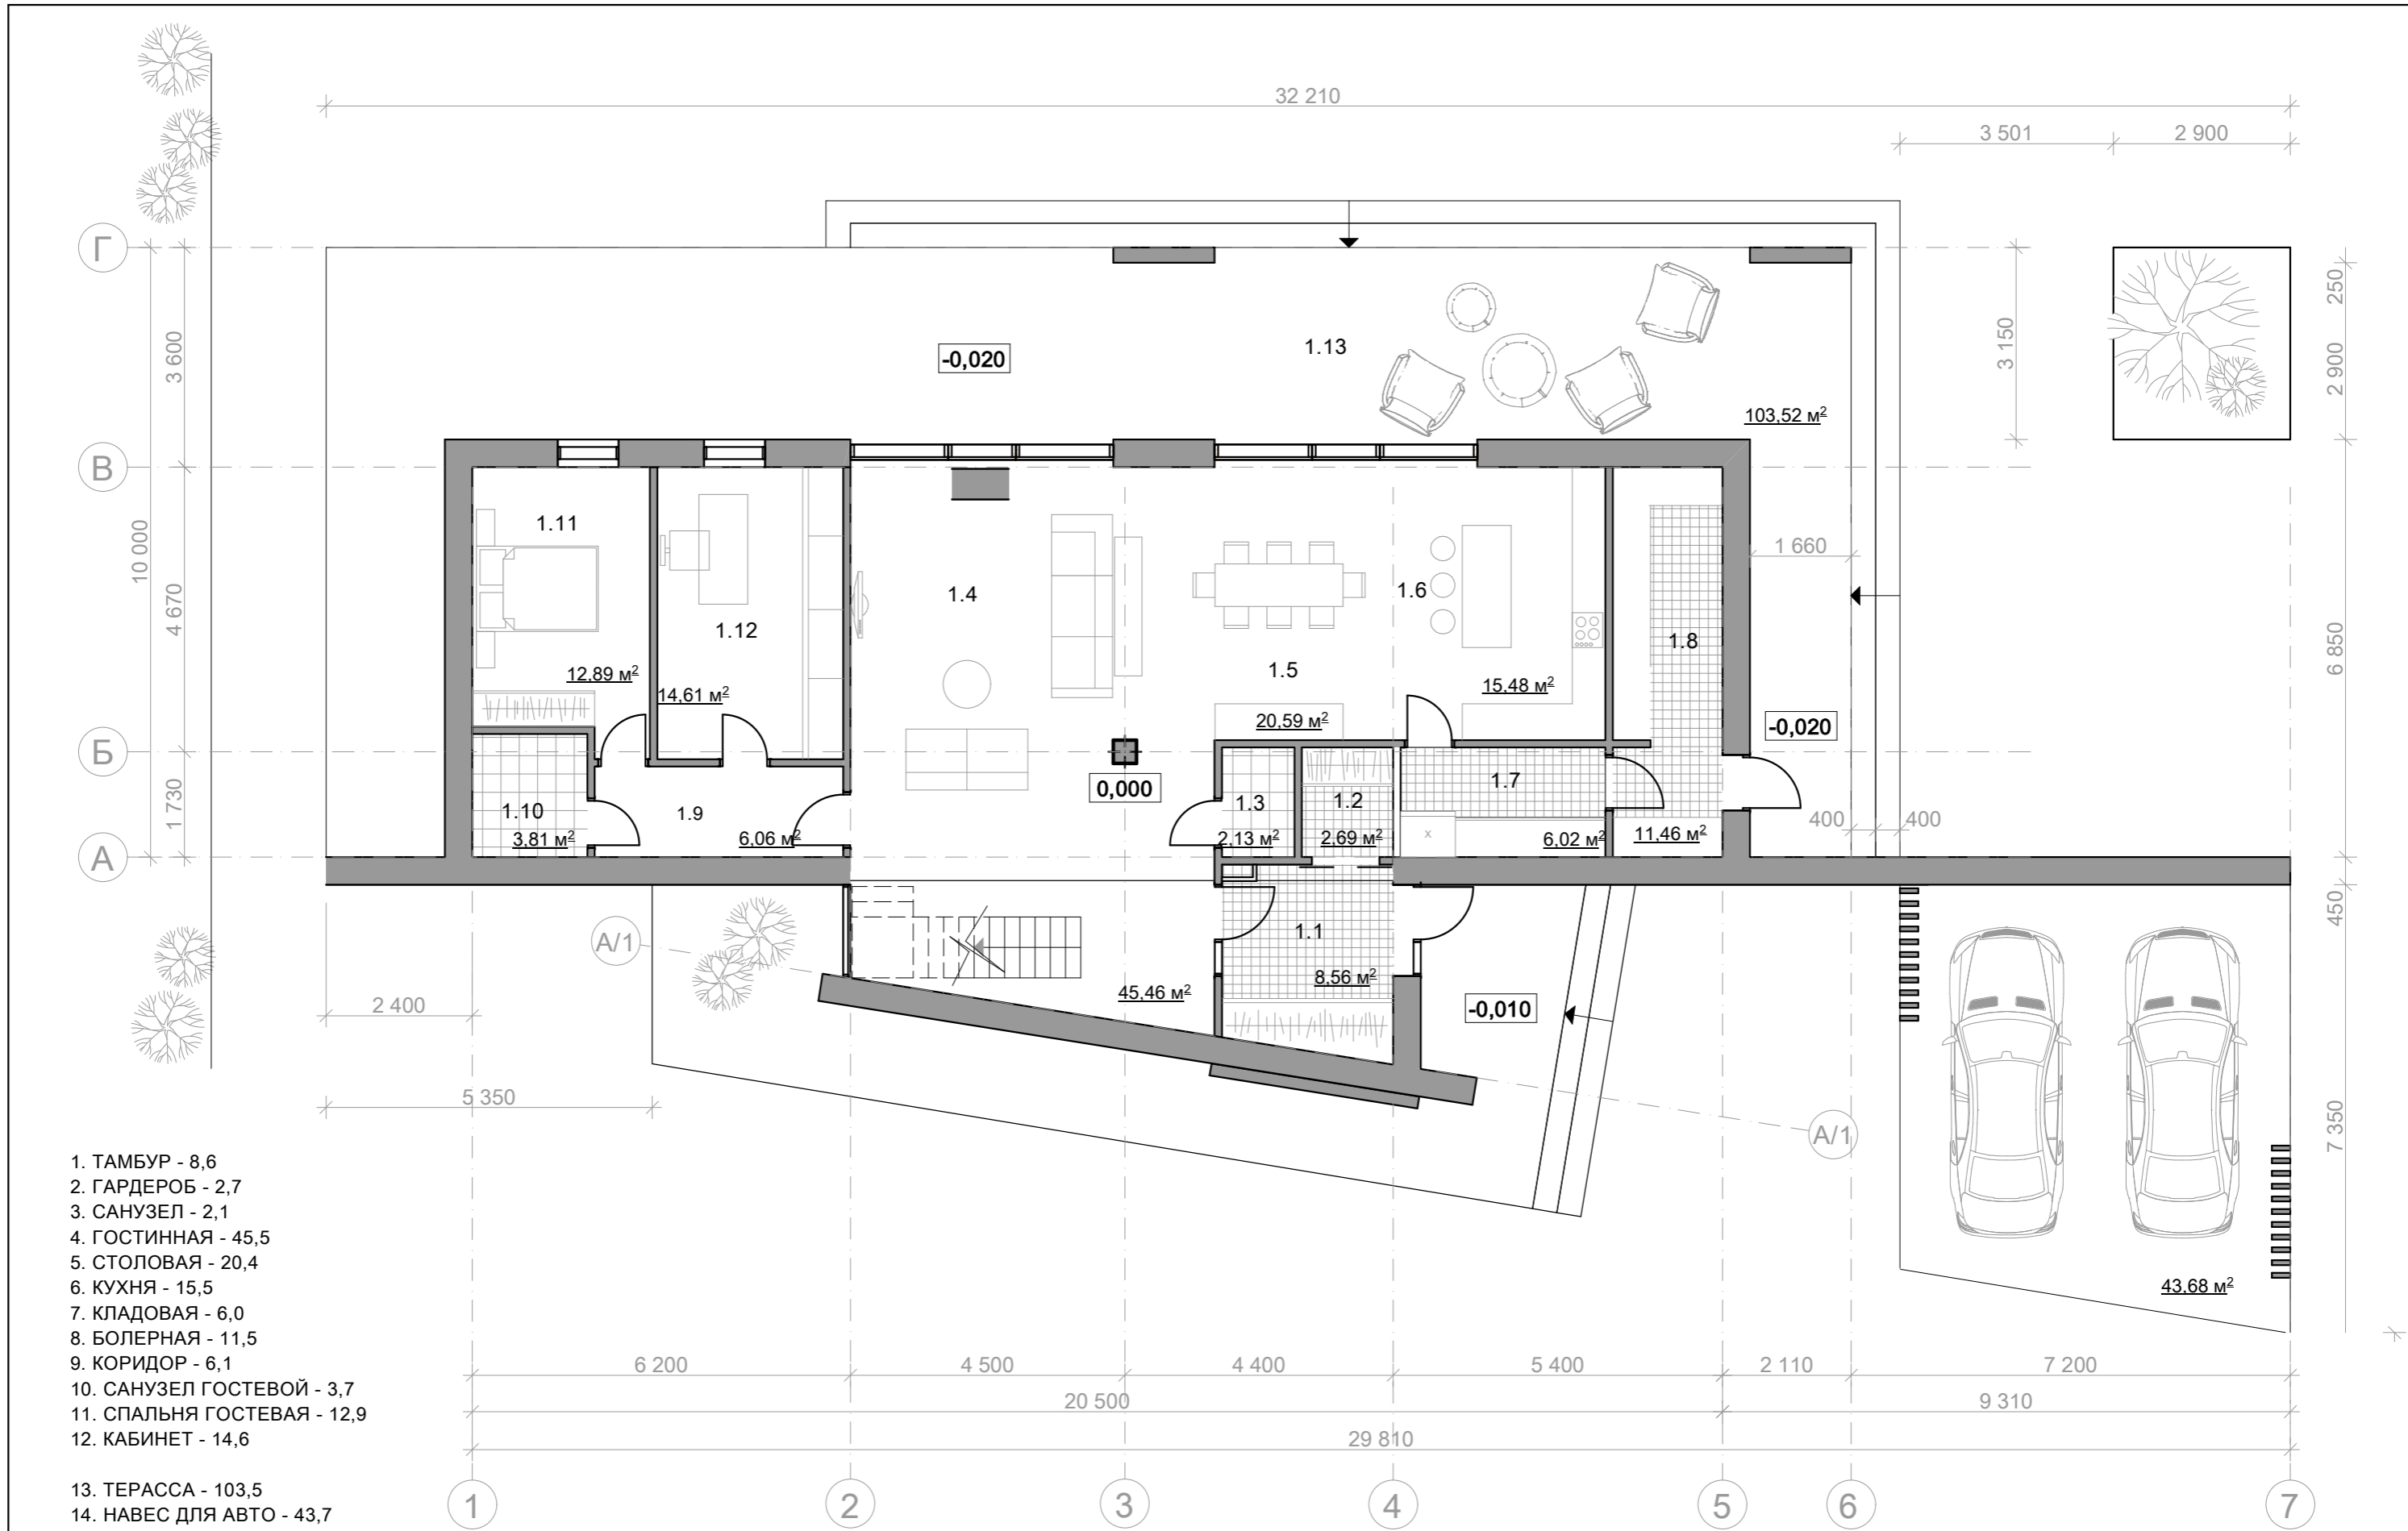 32 210
3 501
2 900
Г
250
3 600
3 150
1.13
-0,020
2 900
103,52 м²
В
10 000
1.11
1 660
4 670
1.4
1.6
1.12
1.8
6 850
1.5
12,89 м²
14,61 м²
15,48 м²
20,59 м²
-0,020
Б
0,000
1.7
1 730
1.10
1.9
1.3
1.2
400
400
3,81 м²
6,06 м²
2,13 м²
2,69 м²
x
6,02 м²
11,46 м²
А
450
А/1
1.1
8,56 м²
45,46 м²
-0,010
2 400
5 350
7 350
А/1
1. ТАМБУР - 8,6
2. ГАРДЕРОБ - 2,7
3. САНУЗЕЛ - 2,1
4. ГОСТИННАЯ - 45,5
5. СТОЛОВАЯ - 20,4
6. КУХНЯ - 15,5
7. КЛАДОВАЯ - 6,0
8. БОЛЕРНАЯ - 11,5
9. КОРИДОР - 6,1
10. САНУЗЕЛ ГОСТЕВОЙ - 3,7
11. СПАЛЬНЯ ГОСТЕВАЯ - 12,9
12. КАБИНЕТ - 14,6
13. ТЕРАССА - 103,5
14. НАВЕС ДЛЯ АВТО - 43,7
43,68 м²
6 200
4 500
4 400
5 400
2 110
7 200
20 500
9 310
29 810
1
2
3
4
5
6
7